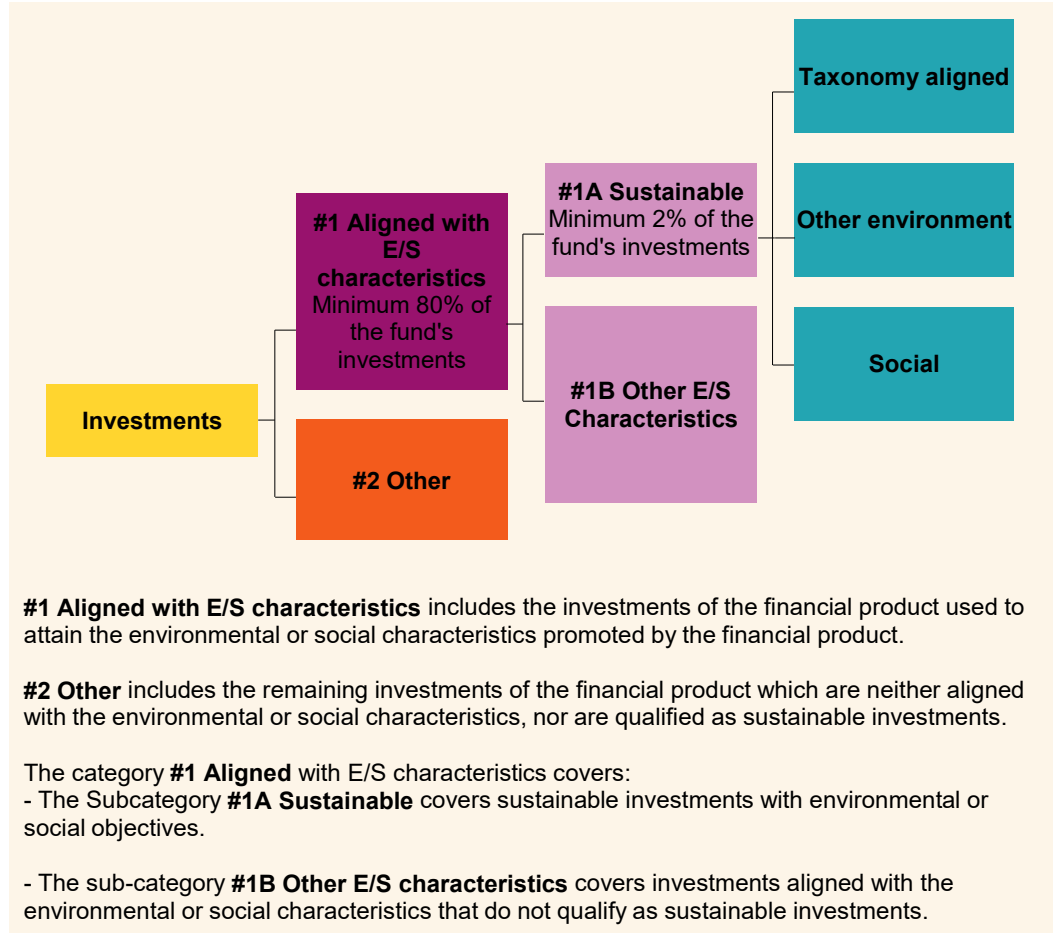 Investments
#1 Aligned with
E/S
characteristics
Minimum 80% of
the fund's
investments
#2 Other
#1A Sustainable
Minimum 2% of the
fund's investments
#1B Other E/S
Characteristics
Taxonomy aligned
Other environment
Social
#1 Aligned with E/S characteristics includes the investments of the financial product used to
attain the environmental or social characteristics promoted by the financial product.
#2 Other includes the remaining investments of the financial product which are neither aligned
with the environmental or social characteristics, nor are qualified as sustainable investments.
The category #1 Aligned with E/S characteristics covers:
- The Subcategory #1A Sustainable covers sustainable investments with environmental or
social objectives.
- The sub-category #1B Other E/S characteristics covers investments aligned with the
environmental or social characteristics that do not qualify as sustainable investments.